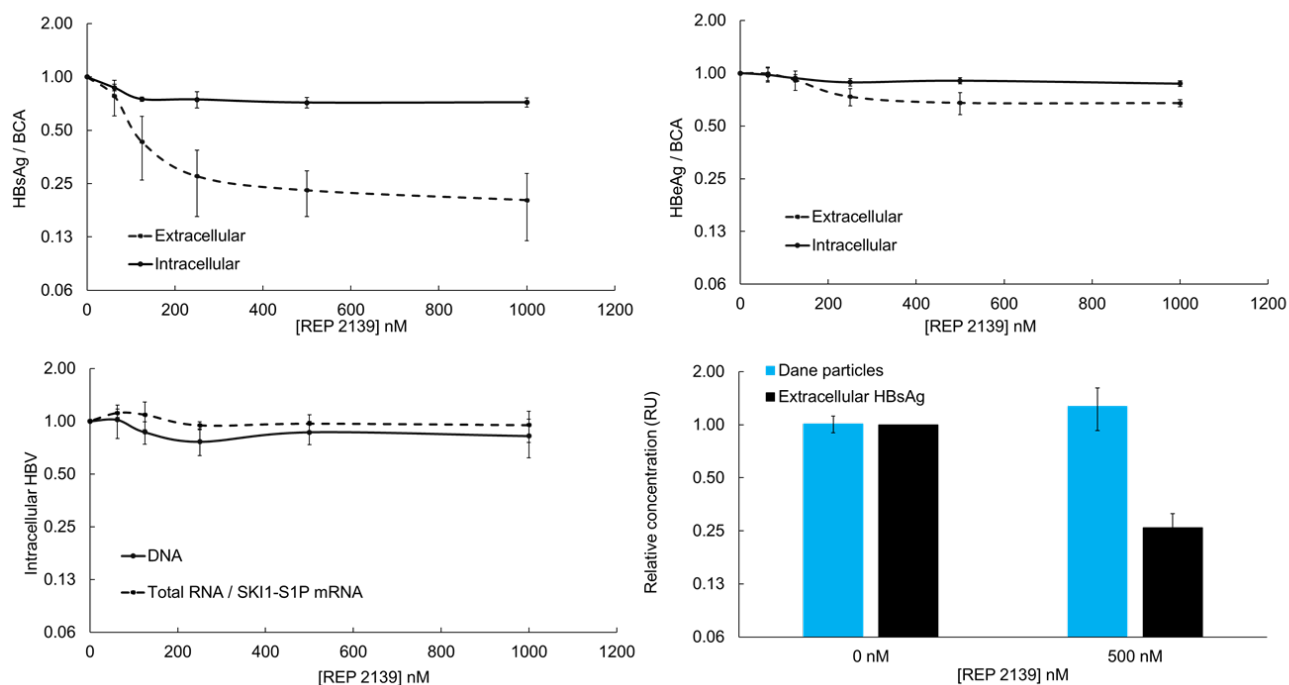 2.00
1.00
0.50
0.25
0.13
0.06
HBsAg / BCA
Extracellular
Intracellular
0 200 400 600 800 1000 1200
[REP 2139] nM
2.00
1.00
0.50
0.25
0.13
0.06
HBeAg / BCA
Extracellular
Intracellular
0 200 400 600 800 1000 1200
[REP 2139] nM
2.00
1.00
0.50
0.25
0.13
0.06
Intracellular HBV
DNA
Total RNA / SKI1-S1P mRNA
0 200 400 600 800 1000 1200
[REP 2139] nM
Dane particles
Extracellular HBsAg
2.00
1.00
0.50
0.25
0.13
0.06
Relative concentration (RU)
0 nM 500 nM
[REP 2139] nM